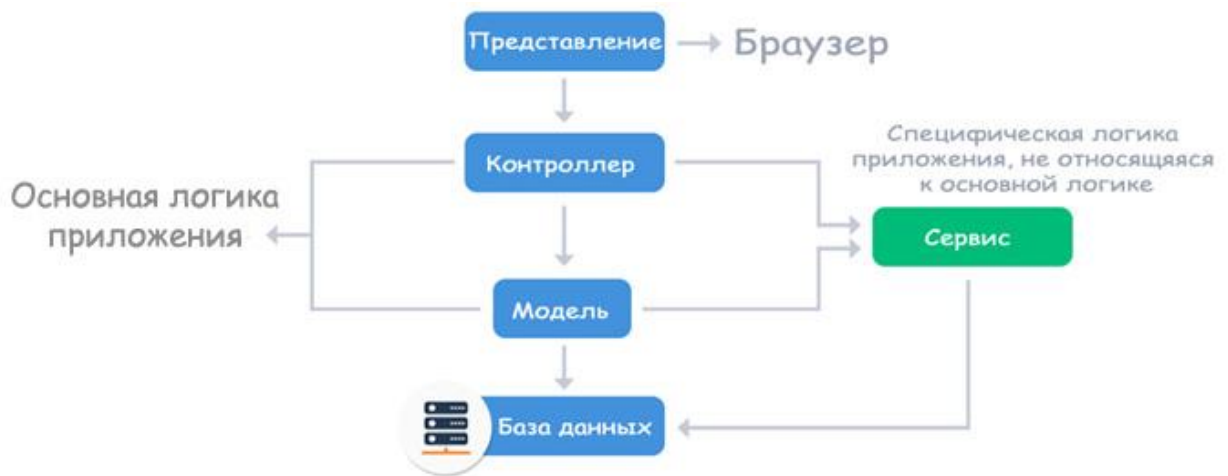 Представление
Браузер
Контроллер
Специфическая логика
приложения, не относящаяся
к основной логике
Основная логика
приложения
Сервис
Модель
База данных